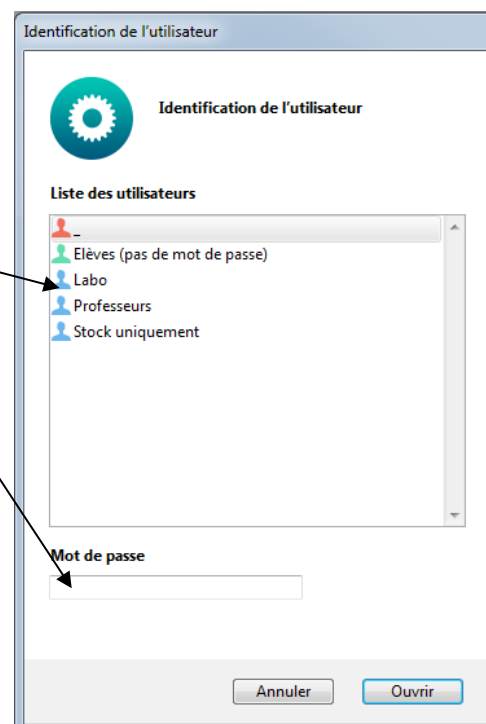 Identification de l'utilisateur
Identification de l'utilisateur
Liste des utilisateurs
_
Elèves (pas de mot de passe)
Labo
Professeurs
Stock uniquement
Mot de passe
Annuler
Ouvrir